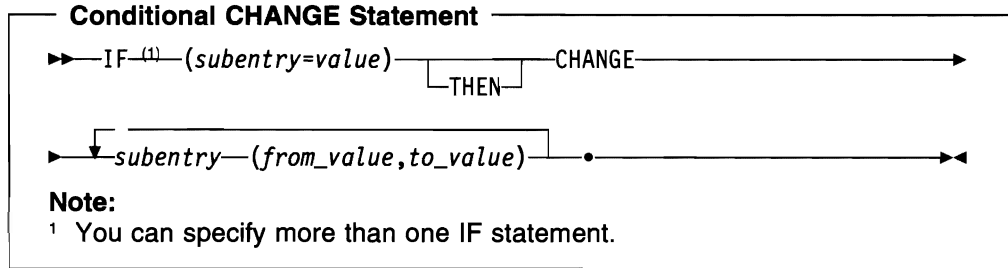 Conditional CHANGE Statement
IF (1) (subentry=value) CHANGE
THEN
subentry (from_value,to_value) •
Note:
1 You can specify more than one IF statement.